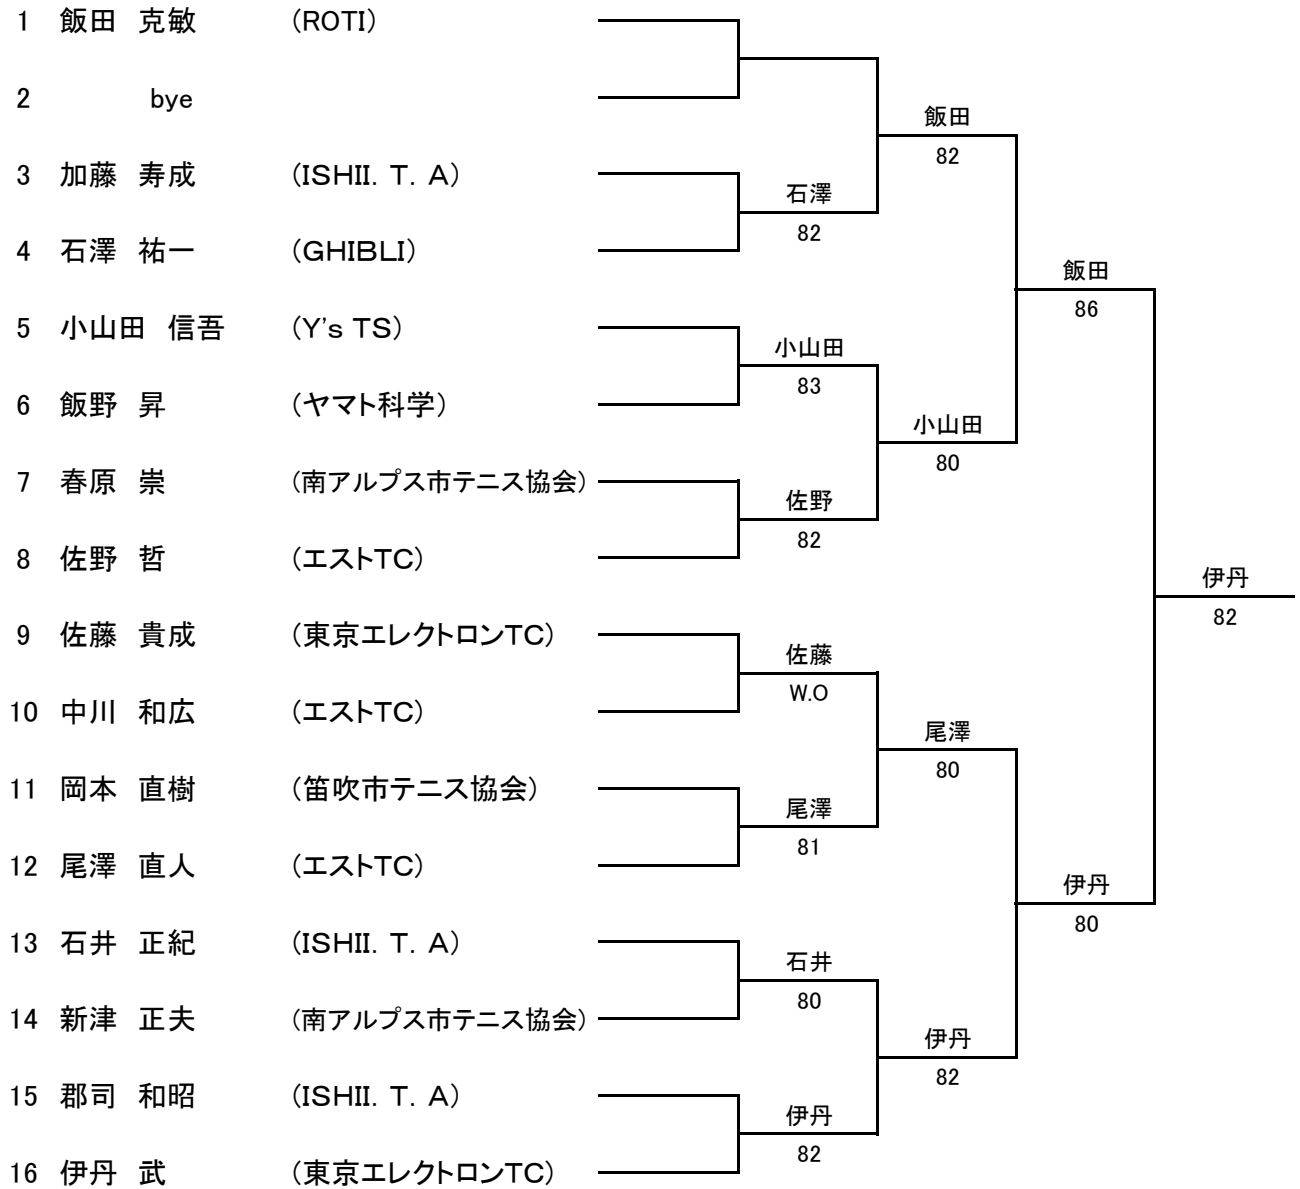 1 飯田 克敏 (ROTI)
2 bye
飯田
82
3 加藤 寿成 (ISHII. T. A)
石澤
82
4 石澤 祐一 (GHIBLI)
飯田
86
5 小山田 信吾 (Y's TS)
小山田
83
6 飯野 昇 (ヤマト科学)
小山田
80
7 春原 崇 (南アルプス市テニス協会)
佐野
82
8 佐野 哲 (エストTC)
伊丹
82
9 佐藤 貴成 (東京エレクトロンTC)
佐藤
W.O
10 中川 和広 (エストTC)
尾澤
80
11 岡本 直樹 (笛吹市テニス協会)
尾澤
81
12 尾澤 直人 (エストTC)
伊丹
80
13 石井 正紀 (ISHII. T. A)
石井
80
14 新津 正夫 (南アルプス市テニス協会)
伊丹
82
15 郡司 和昭 (ISHII. T. A)
伊丹
82
16 伊丹 武 (東京エレクトロンTC)